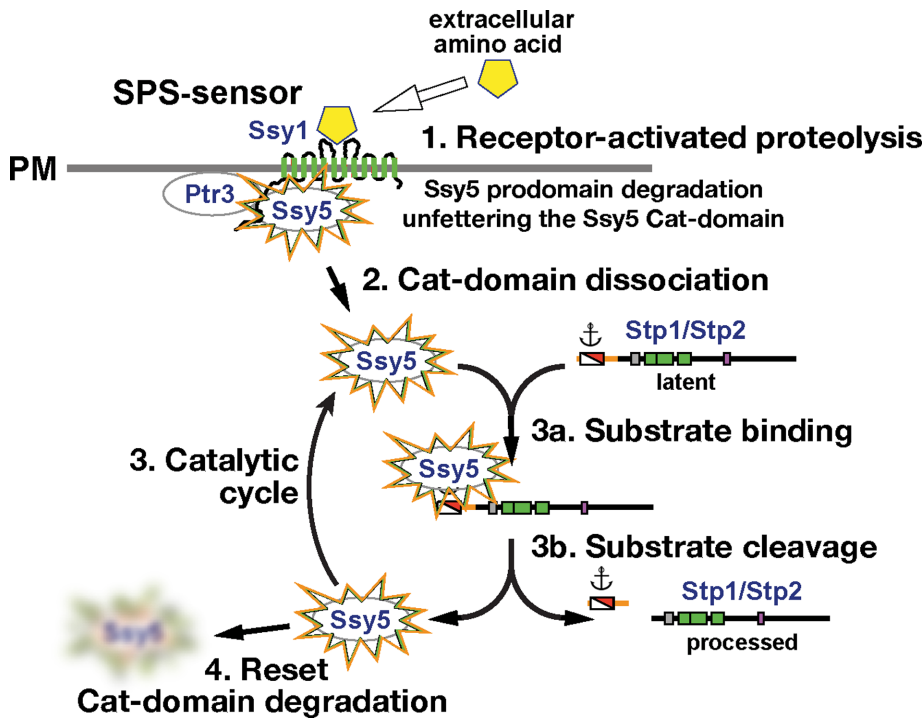 extracellular
amino acid
SPS-sensor
Ssy1
1. Receptor-activated proteolysis
PM
Ptr3
Ssy5
Ssy5 prodomain degradation
unfettering the Ssy5 Cat-domain
2. Cat-domain dissociation
Ssy5
Stp1/Stp2
latent
3a. Substrate binding
Ssy5
3. Catalytic
cycle
3b. Substrate cleavage
Ssy5
Stp1/Stp2
processed
Ssy5
4. Reset
Cat-domain degradation